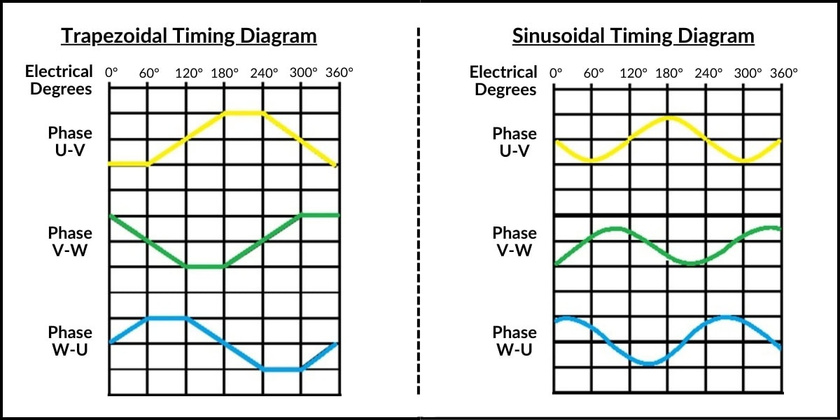 Trapezoidal Timing Diagram
Electrical
Degrees
0° 60° 120° 180° 240° 300° 360°
Phase
U-V
Phase
V-W
Phase
W-U
Sinusoidal Timing Diagram
Electrical
Degrees
0° 60° 120° 180° 240° 300° 360°
Phase
U-V
Phase
V-W
Phase
W-U